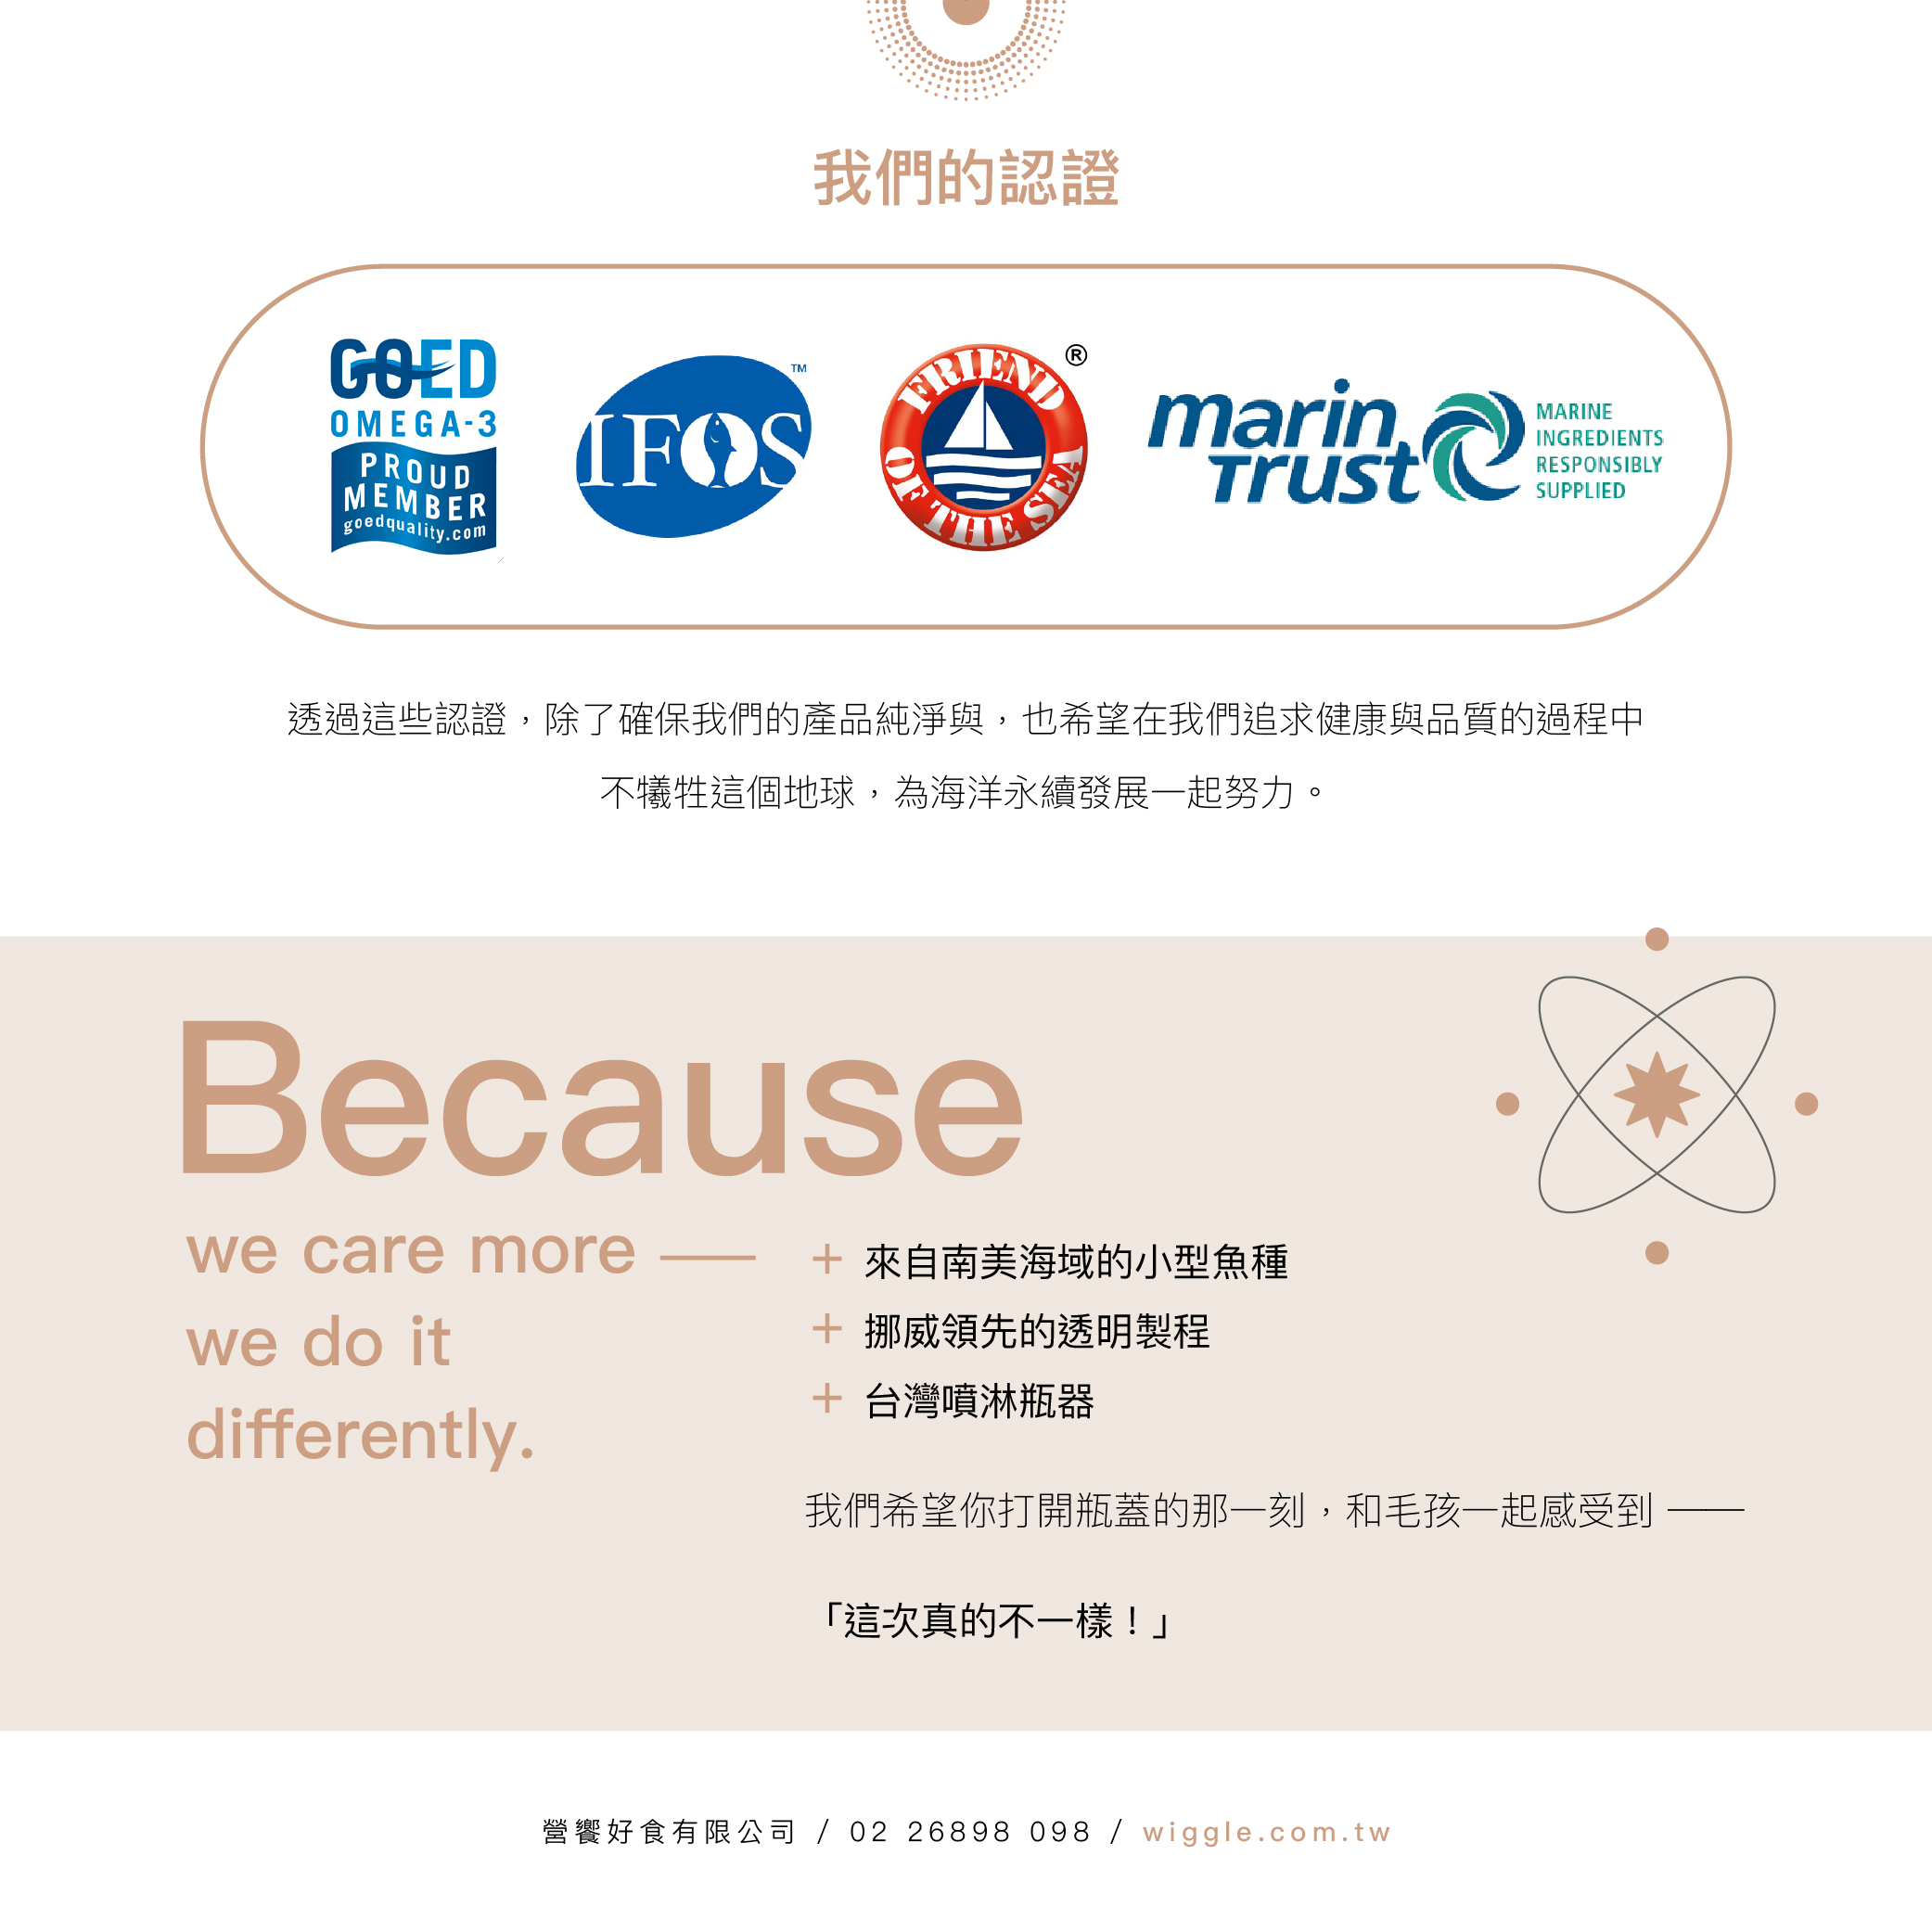 我們的認證
GOED
OMEGA-3
PROUD
MEMBER
goedquality.com
IFOS™
FRIEND OF THE SEA®
marin
Trust
MARINE
INGREDIENTS
RESPONSIBLY
SUPPLIED
透過這些認證，除了確保我們的產品純淨與，也希望在我們追求健康與品質的過程中
不犧牲這個地球，為海洋永續發展一起努力。
Because
we care more ——
we do it
differently.
+ 來自南美海域的小型魚種
+ 挪威領先的透明製程
+ 台灣噴淋瓶器
我們希望你打開瓶蓋的那一刻，和毛孩一起感受到 ——
「這次真的不一樣！」
營饗好食有限公司 / 02 26898 098 / wiggle.com.tw